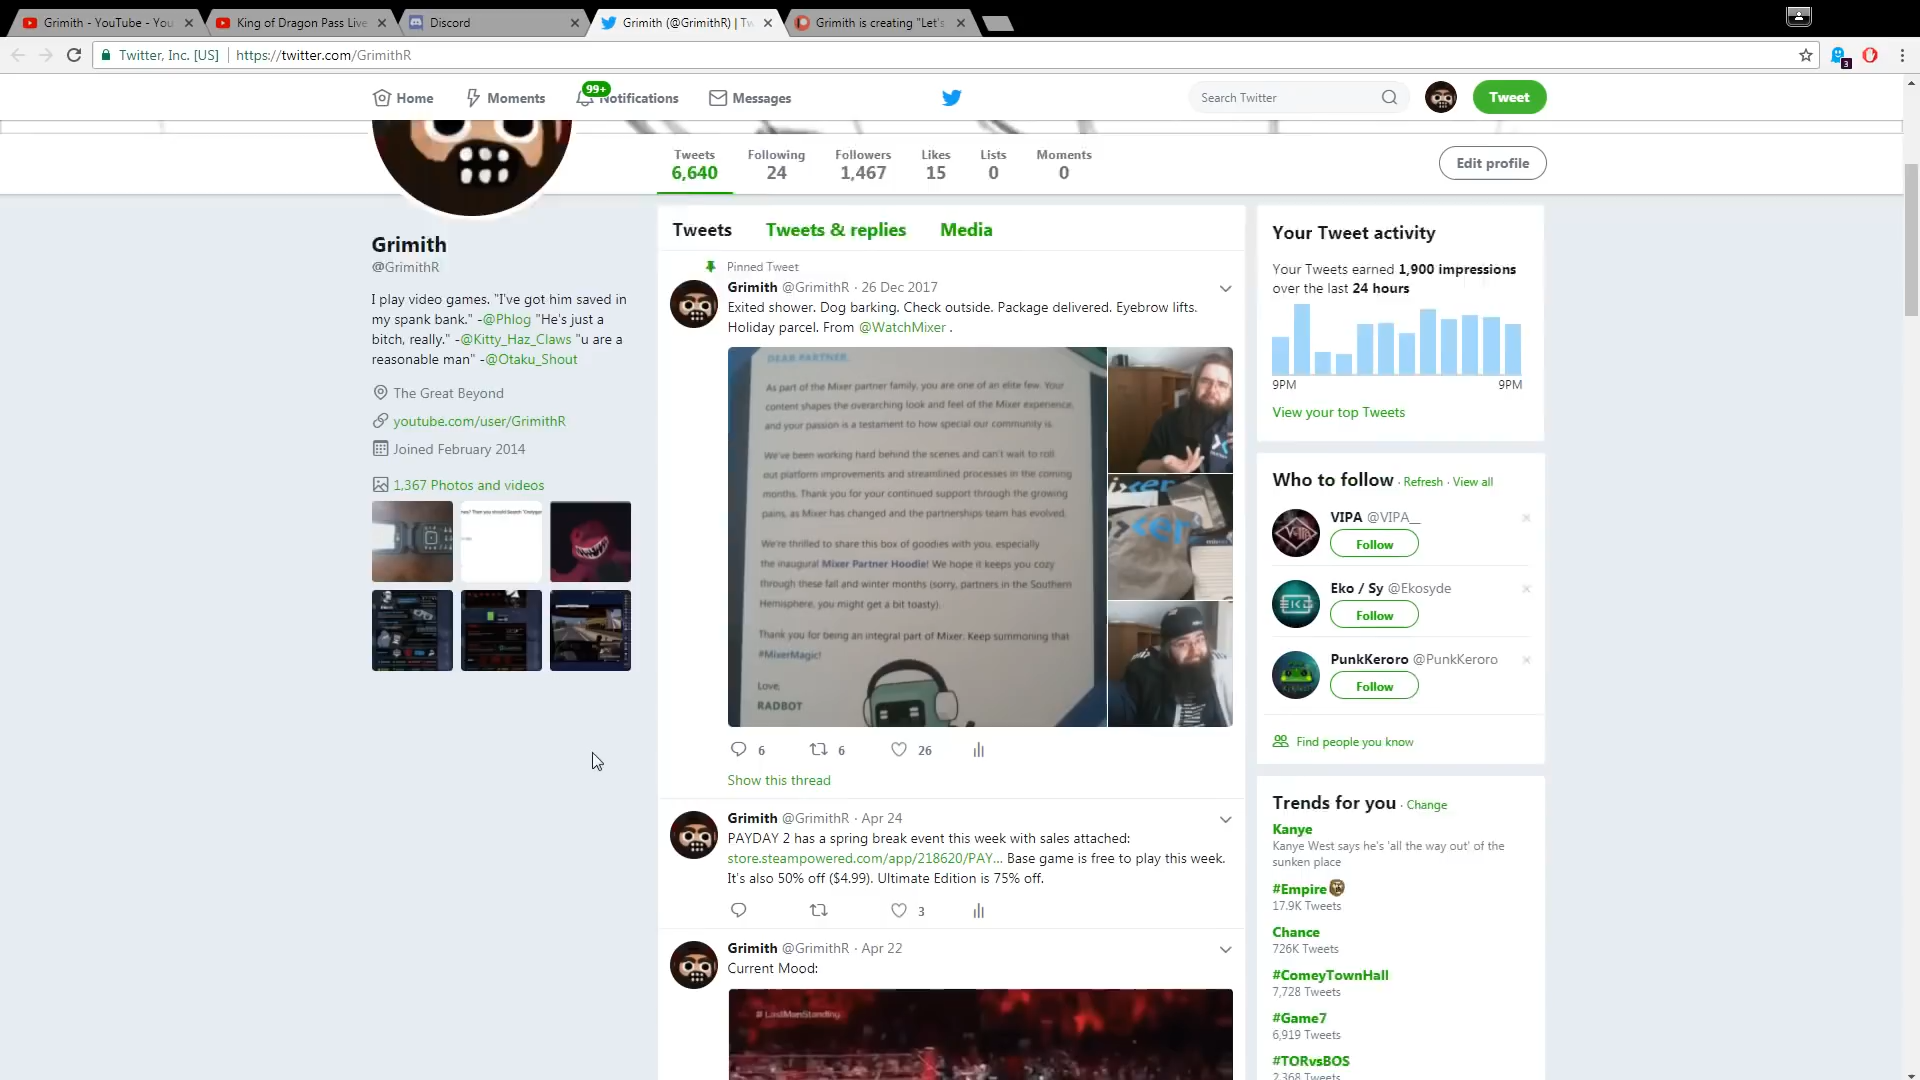 Grimith - YouTube - You
King of Dragon Pass Live
Discord
Grimith (@GrimithR) | Tw
Grimith is creating "Let's
Twitter, Inc. [US]
https://twitter.com/GrimithR
3
Home
Moments
99+
Notifications
Messages
Search Twitter
Tweet
Tweets
6,640
Following
24
Followers
1,467
Likes
15
Lists
0
Moments
0
Edit profile
Grimith
@GrimithR
I play video games. "I've got him saved in
my spank bank." -@Phlog "He's just a
bitch, really." -@Kitty_Haz_Claws "u are a
reasonable man" -@Otaku_Shout
The Great Beyond
youtube.com/user/GrimithR
Joined February 2014
1,367 Photos and videos
Tweets
Tweets & replies
Media
Pinned Tweet
Grimith @GrimithR · 26 Dec 2017
Exited shower. Dog barking. Check outside. Package delivered. Eyebrow lifts.
Holiday parcel. From @WatchMixer .
DEAR PARTNER,
As part of the Mixer partner family, you are one of an elite few. Your
content shapes the overarching look and feel of the Mixer experience,
and your passion is a testament to how special our community is.
We've been working hard behind the scenes and can't wait to roll
out platform improvements and streamlined processes in the coming
months. Thank you for your continued support through the growing
pains, as Mixer has changed and the partnerships team has evolved.
We're thrilled to share this box of goodies with you, especially
the inaugural Mixer Partner Hoodie! We hope it keeps you cozy
through these fall and winter months (sorry, partners in the Southern
Hemisphere, you might get a bit toasty).
Thank you for being an integral part of Mixer. Keep summoning that
#MixerMagic!
Love,
RADBOT
6
6
26
Show this thread
Grimith @GrimithR · Apr 24
PAYDAY 2 has a spring break event this week with sales attached:
store.steampowered.com/app/218620/PAY... Base game is free to play this week.
It's also 50% off ($4.99). Ultimate Edition is 75% off.
3
Grimith @GrimithR · Apr 22
Current Mood:
#LastManStanding
Your Tweet activity
Your Tweets earned 1,900 impressions
over the last 24 hours
9PM
9PM
View your top Tweets
Who to follow · Refresh · View all
VIPA @VIPA__
Follow
Eko / Sy @Ekosyde
Follow
PunkKeroro @PunkKeroro
Follow
Find people you know
Trends for you · Change
Kanye
Kanye West says he's 'all the way out' of the
sunken place
#Empire
17.9K Tweets
Chance
726K Tweets
#ComeyTownHall
7,728 Tweets
#Game7
6,919 Tweets
#TORvsBOS
2,368 Tweets